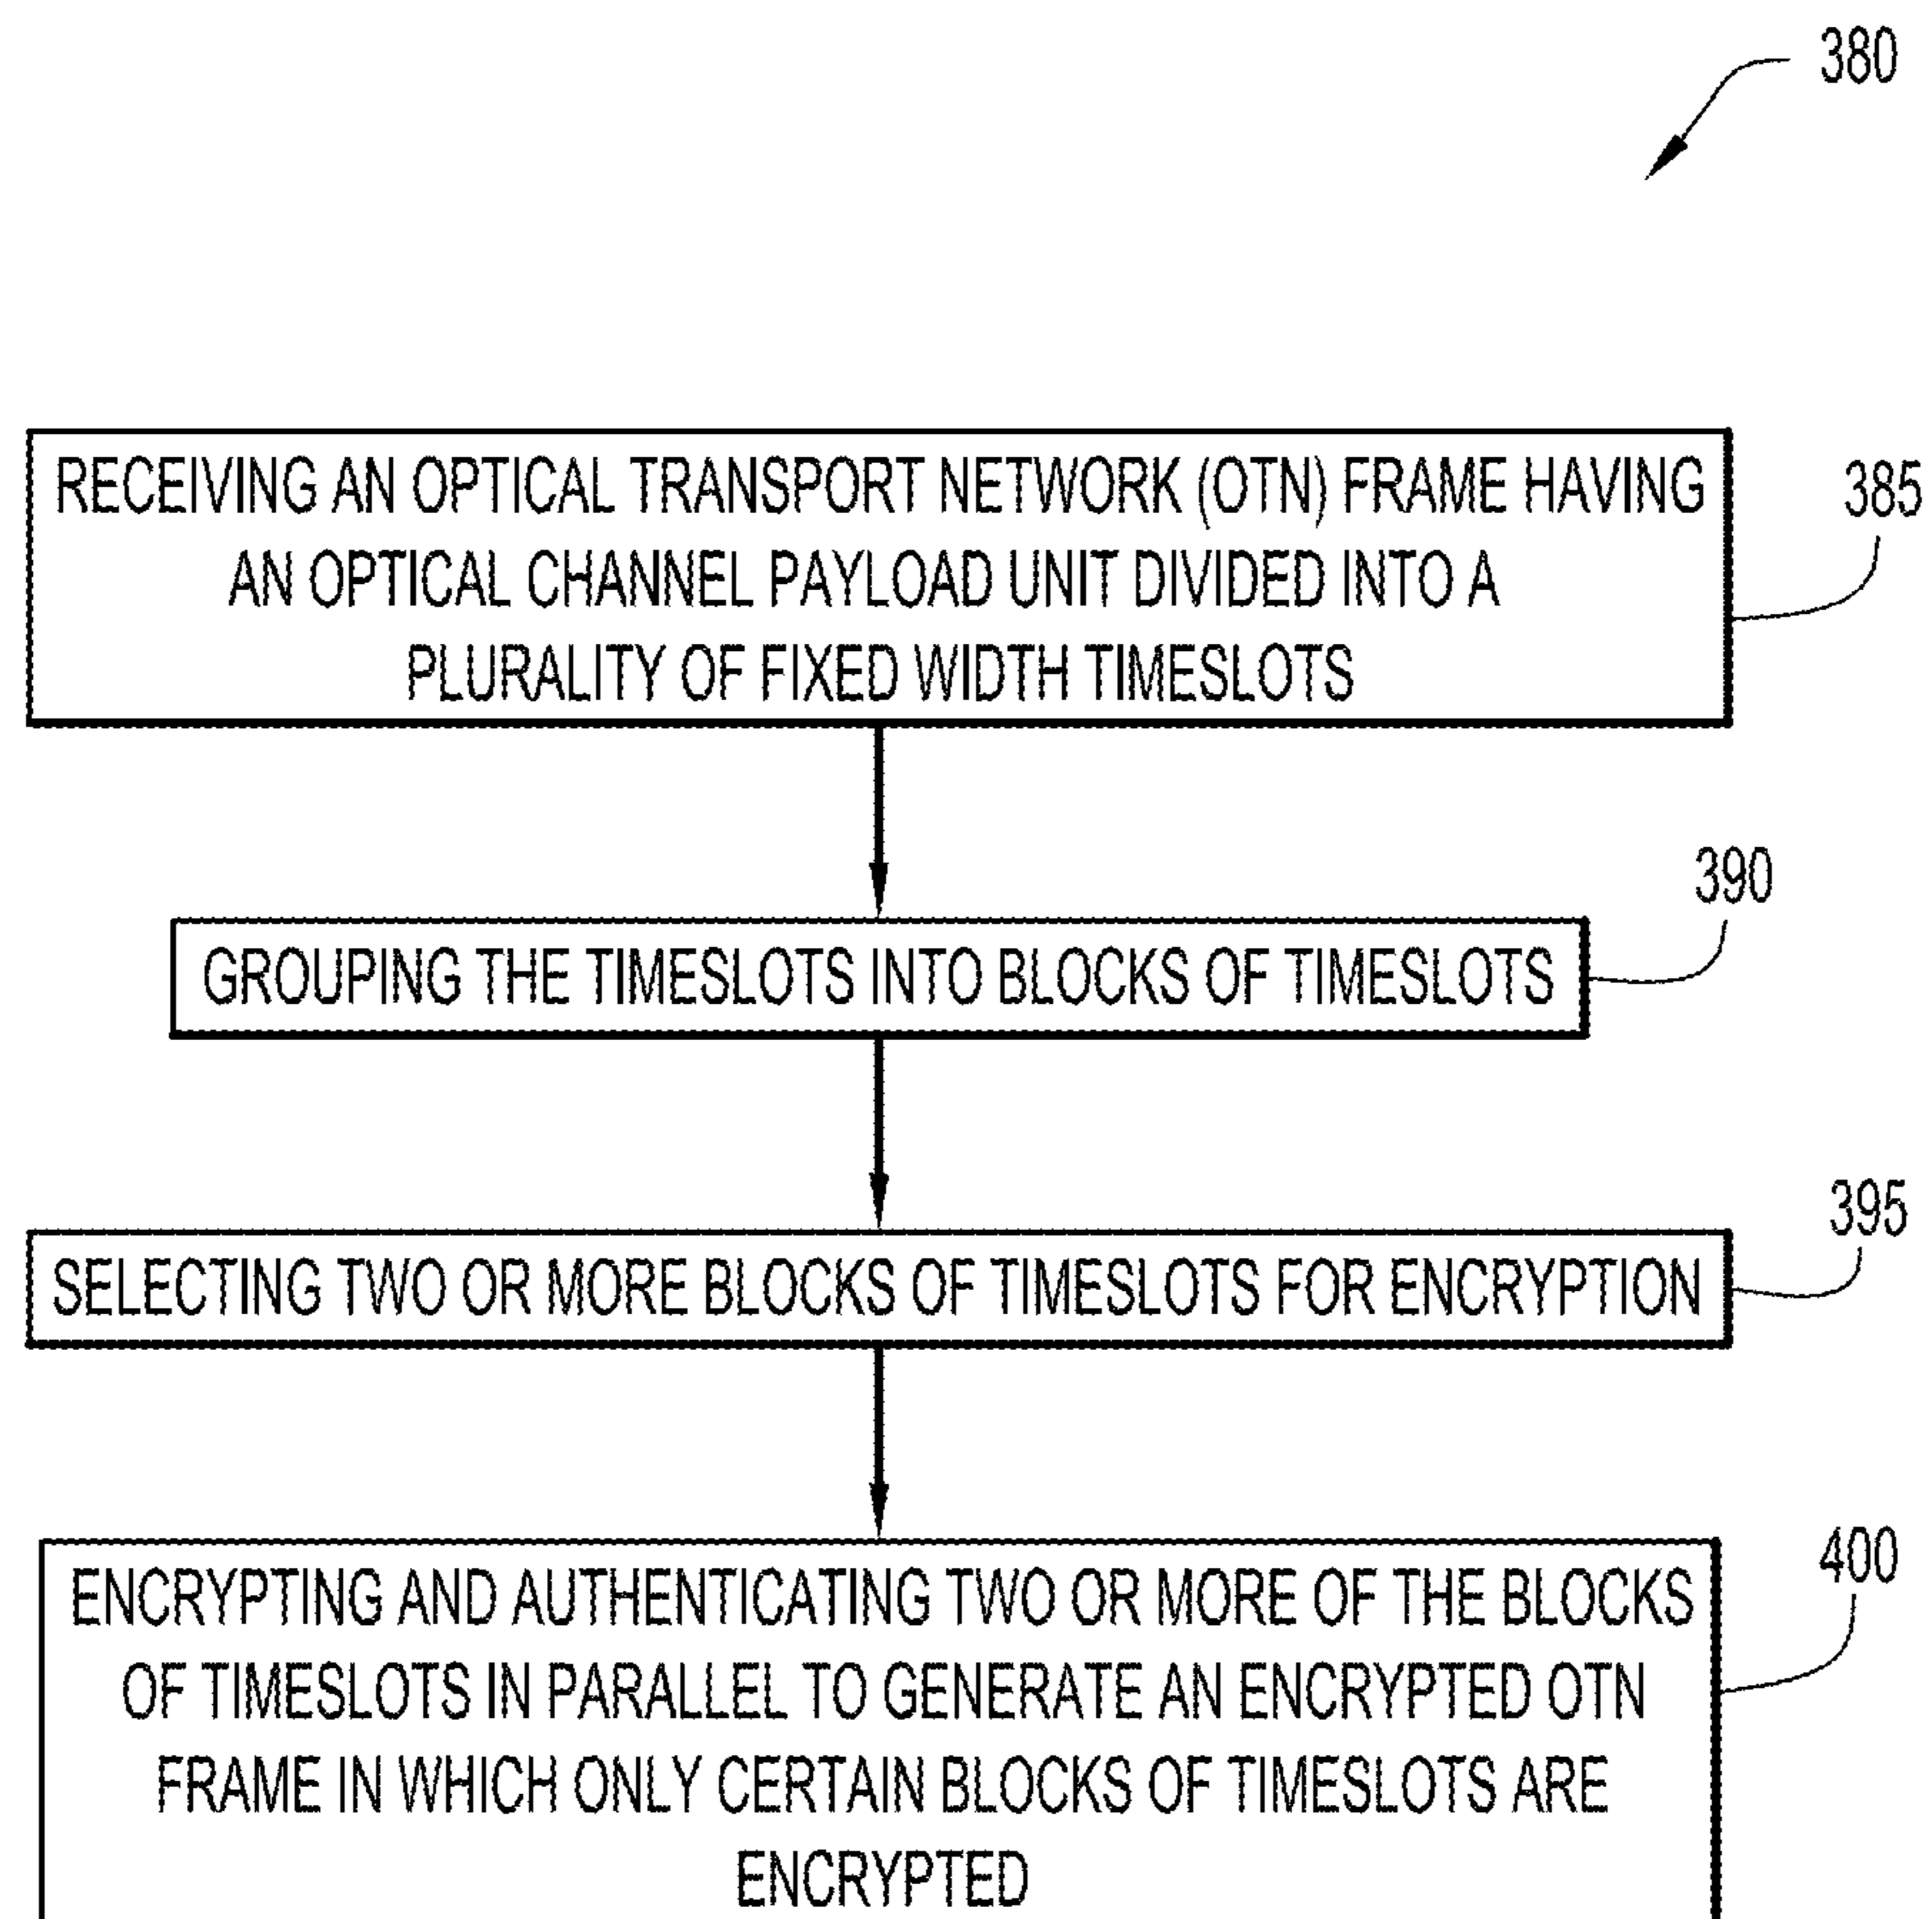 380
RECEIVING AN OPTICAL TRANSPORT NETWORK (OTN) FRAME HAVING
AN OPTICAL CHANNEL PAYLOAD UNIT DIVIDED INTO A
PLURALITY OF FIXED WIDTH TIMESLOTS
385
390
GROUPING THE TIMESLOTS INTO BLOCKS OF TIMESLOTS
395
SELECTING TWO OR MORE BLOCKS OF TIMESLOTS FOR ENCRYPTION
400
ENCRYPTING AND AUTHENTICATING TWO OR MORE OF THE BLOCKS
OF TIMESLOTS IN PARALLEL TO GENERATE AN ENCRYPTED OTN
FRAME IN WHICH ONLY CERTAIN BLOCKS OF TIMESLOTS ARE
ENCRYPTED